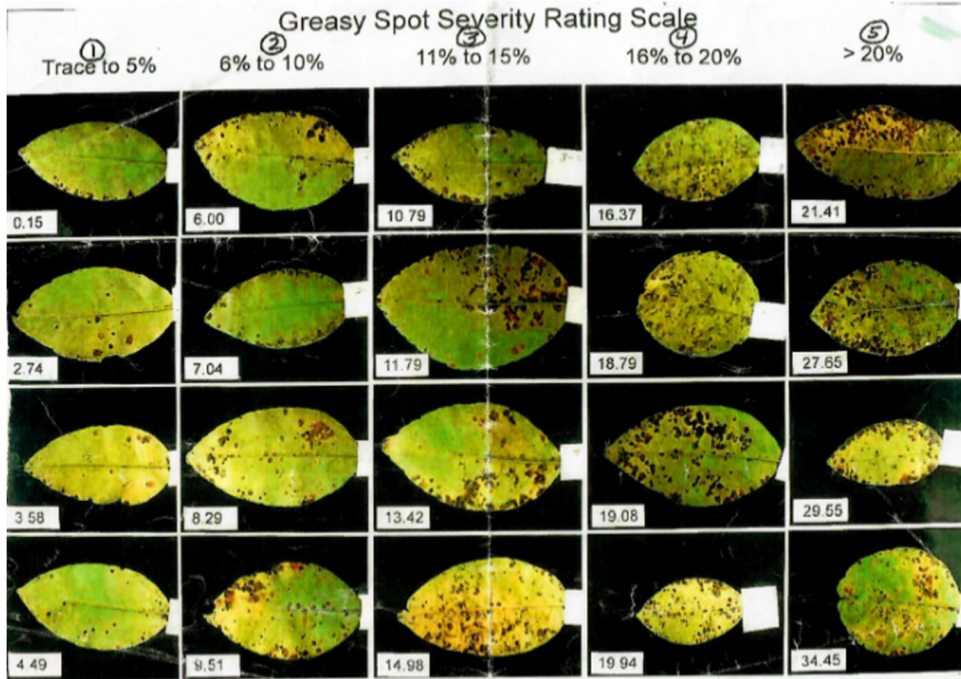 Greasy Spot Severity Rating Scale
① ② ③ ④ ⑤
Trace to 5% 6% to 10% 11% to 15% 16% to 20% > 20%
0.15 6.00 10.79 16.37 21.41
2.74 7.04 11.79 18.79 27.65
3.58 8.29 13.42 19.08 29.55
4.49 9.51 14.98 19.94 34.45